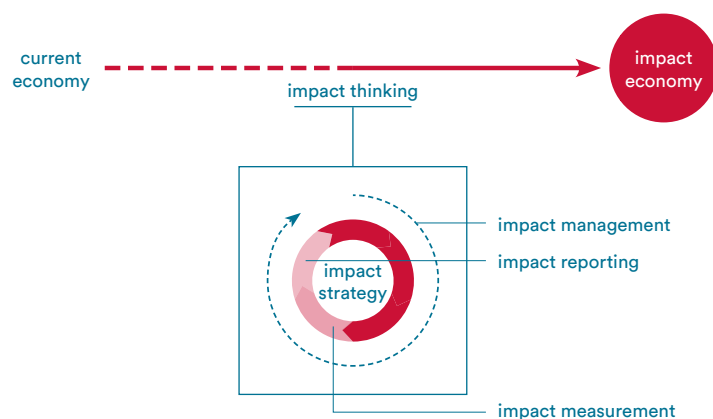 current
economy
impact
economy
impact thinking
impact management
impact reporting
impact
strategy
impact measurement